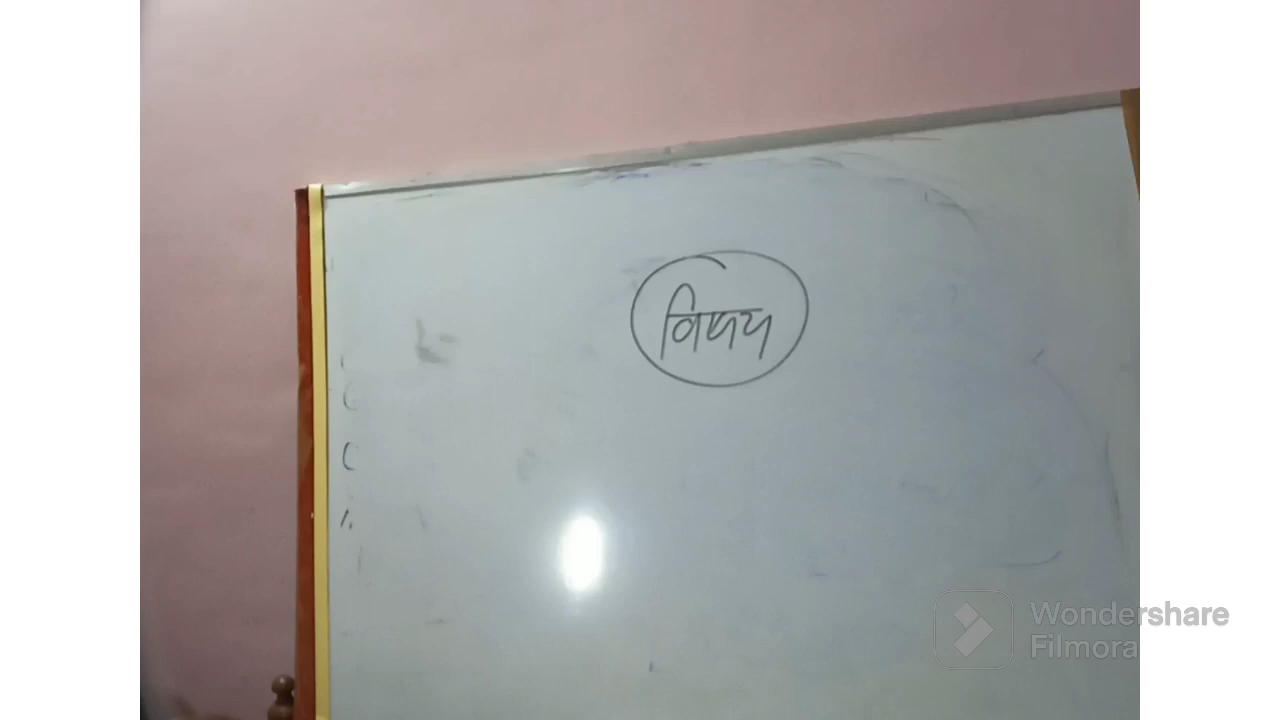 विषय
Wondershare
Filmora